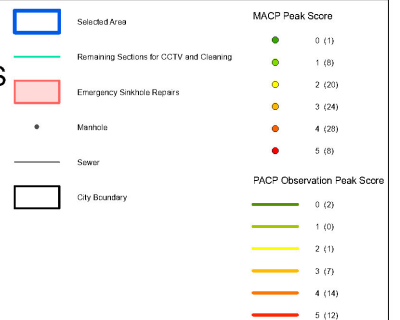 S
Selected Area
Remaining Sections for CCTV and Cleaning
Emergency Sinkhole Repairs
Manhole
Sewer
City Boundary
MACP Peak Score
0 (1)
1 (8)
2 (20)
3 (24)
4 (28)
5 (8)
PACP Observation Peak Score
0 (2)
1 (0)
2 (1)
3 (7)
4 (14)
5 (12)